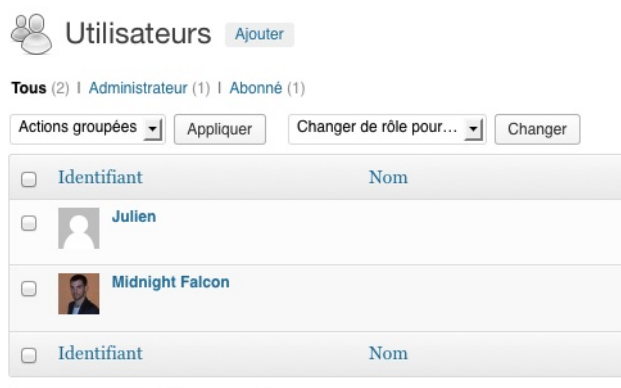 Utilisateurs Ajouter
Tous (2) | Administrateur (1) | Abonné (1)
Actions groupées Appliquer Changer de rôle pour... Changer
Identifiant Nom
Julien
Midnight Falcon
Identifiant Nom